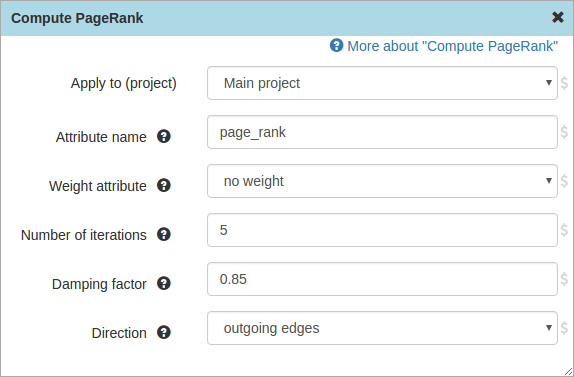 Compute PageRank ✖
? More about "Compute PageRank"
Apply to (project) Main project $
Attribute name ? page_rank $
Weight attribute ? no weight $
Number of iterations ? 5 $
Damping factor ? 0.85 $
Direction ? outgoing edges $